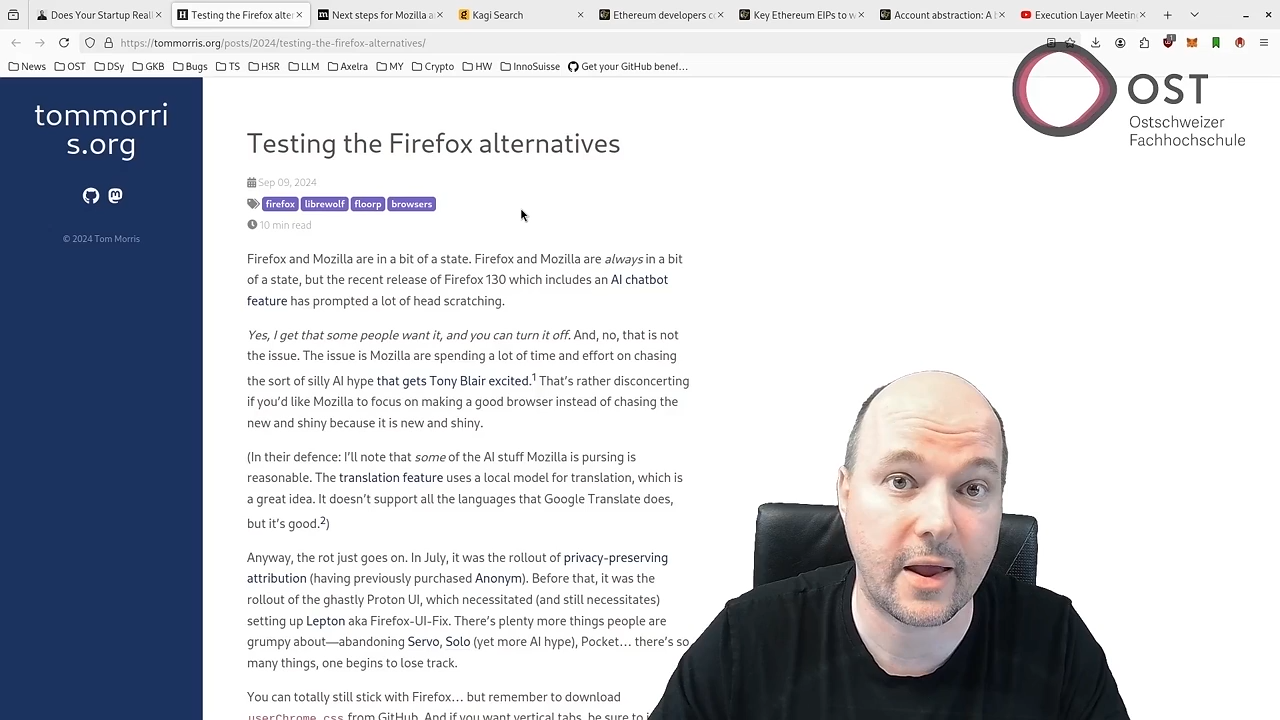 Does Your Startup Reall
Testing the Firefox alter
Next steps for Mozilla a
Kagi Search
Ethereum developers c
Key Ethereum EIPs to w
Account abstraction: A b
Execution Layer Meetin
https://tommorris.org/posts/2024/testing-the-firefox-alternatives/
News
OST
DSy
GKB
Bugs
TS
HSR
LLM
Axelra
MY
Crypto
HW
InnoSuisse
Get your GitHub benef…
OST
Ostschweizer
Fachhochschule
tommorri
s.org
© 2024 Tom Morris
Testing the Firefox alternatives
Sep 09, 2024
firefox librewolf floorp browsers
10 min read
Firefox and Mozilla are in a bit of a state. Firefox and Mozilla are always in a bit
of a state, but the recent release of Firefox 130 which includes an AI chatbot
feature has prompted a lot of head scratching.
Yes, I get that some people want it, and you can turn it off. And, no, that is not
the issue. The issue is Mozilla are spending a lot of time and effort on chasing
the sort of silly AI hype that gets Tony Blair excited.1 That’s rather disconcerting
if you’d like Mozilla to focus on making a good browser instead of chasing the
new and shiny because it is new and shiny.
(In their defence: I’ll note that some of the AI stuff Mozilla is pursing is
reasonable. The translation feature uses a local model for translation, which is
a great idea. It doesn’t support all the languages that Google Translate does,
but it’s good.2)
Anyway, the rot just goes on. In July, it was the rollout of privacy-preserving
attribution (having previously purchased Anonym). Before that, it was the
rollout of the ghastly Proton UI, which necessitated (and still necessitates)
setting up Lepton aka Firefox-UI-Fix. There’s plenty more things people are
grumpy about—abandoning Servo, Solo (yet more AI hype), Pocket… there’s so
many things, one begins to lose track.
You can totally still stick with Firefox… but remember to download
userChrome.css from GitHub. And if you want vertical tabs, be sure to